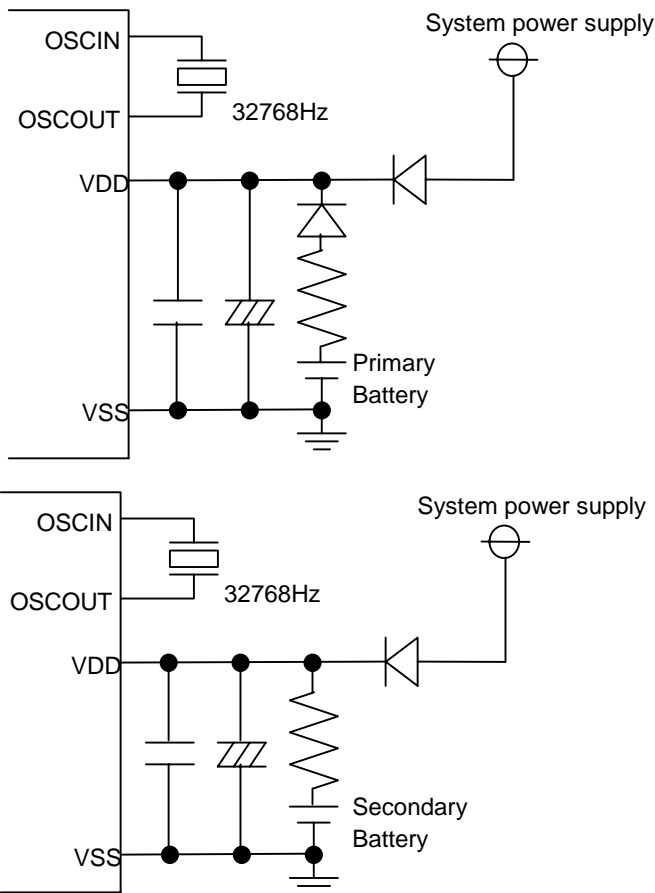 System power supply
OSCIN
OSCOUT
32768Hz
VDD
Primary
Battery
VSS
System power supply
OSCIN
OSCOUT
32768Hz
VDD
Secondary
Battery
VSS